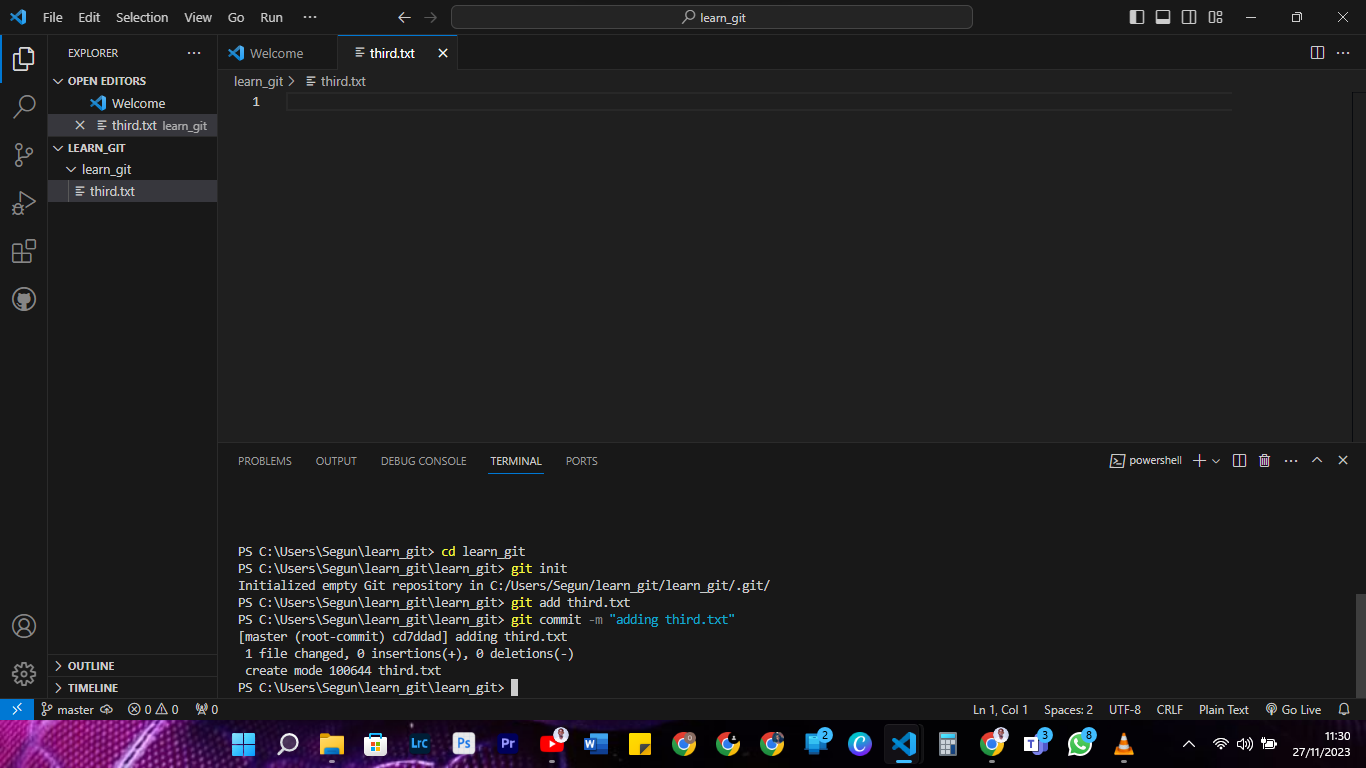 File Edit Selection View Go Run ···
learn_git
EXPLORER ···
OPEN EDITORS
Welcome
third.txt learn_git
LEARN_GIT
learn_git
third.txt
OUTLINE
TIMELINE
Welcome
third.txt
learn_git > third.txt
1
PROBLEMS OUTPUT DEBUG CONSOLE TERMINAL PORTS
powershell
PS C:\Users\Segun\learn_git> cd learn_git
PS C:\Users\Segun\learn_git\learn_git> git init
Initialized empty Git repository in C:/Users/Segun/learn_git/learn_git/.git/
PS C:\Users\Segun\learn_git\learn_git> git add third.txt
PS C:\Users\Segun\learn_git\learn_git> git commit -m "adding third.txt"
[master (root-commit) cd7ddad] adding third.txt
 1 file changed, 0 insertions(+), 0 deletions(-)
 create mode 100644 third.txt
PS C:\Users\Segun\learn_git\learn_git>
master 0 0 0 Ln 1, Col 1 Spaces: 2 UTF-8 CRLF Plain Text Go Live
Lrc Ps Pr W 2 C T 3 8
11:30
27/11/2023